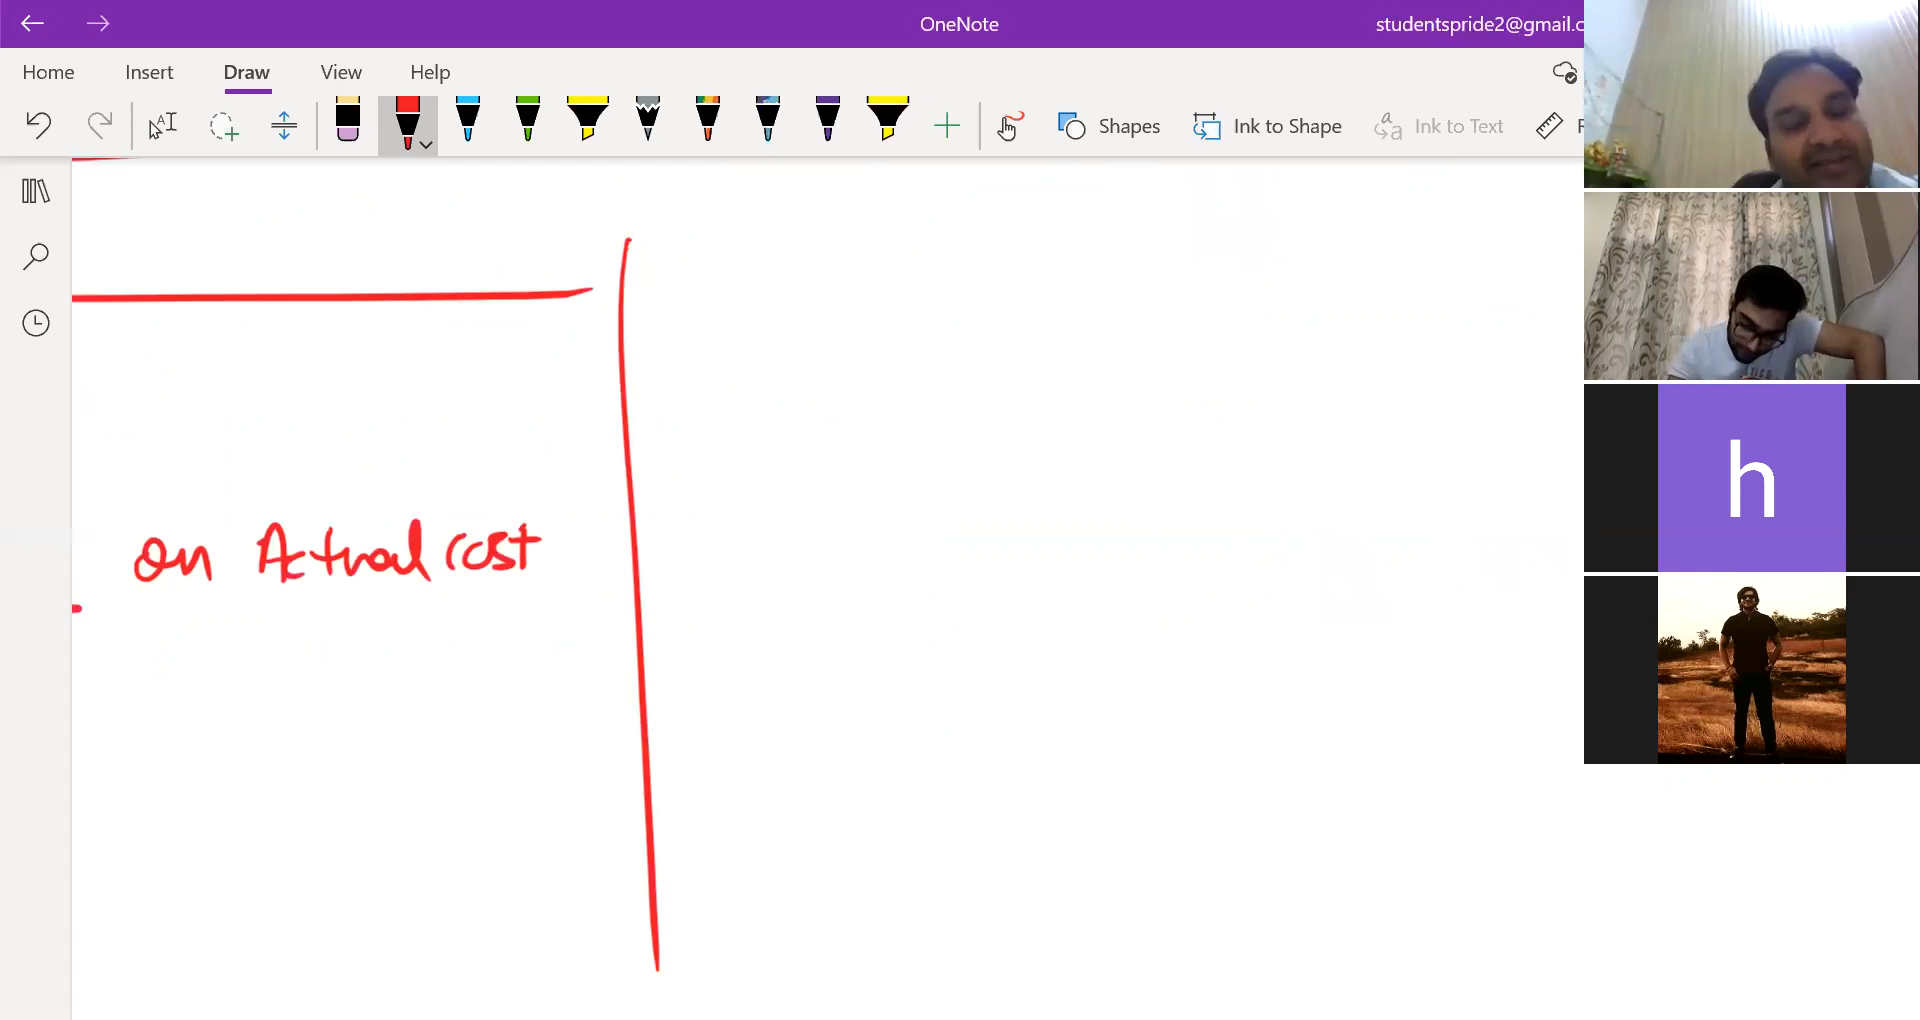 OneNote
studentspride2@gmail.c
Home Insert Draw View Help
Shapes Ink to Shape Ink to Text
on Actual cost
h